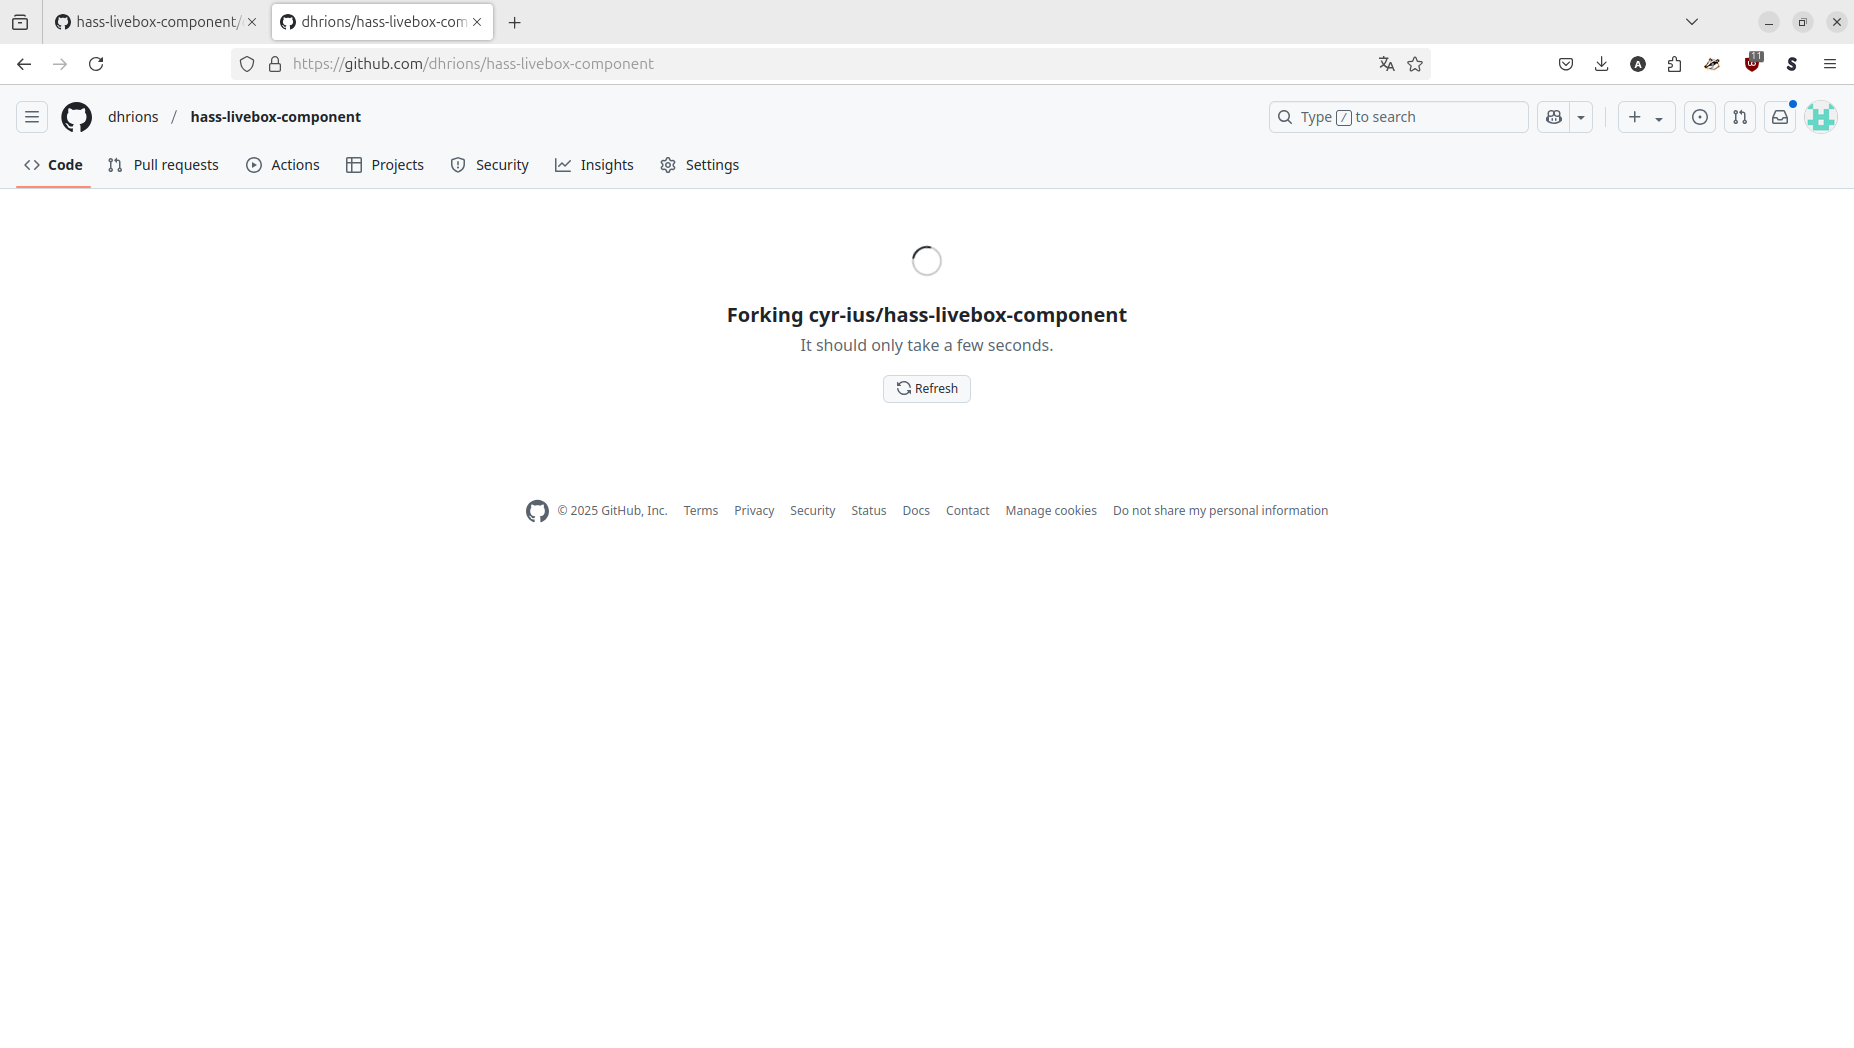 hass-livebox-component/
dhrions/hass-livebox-com
https://github.com/dhrions/hass-livebox-component
A
11
S
dhrions / hass-livebox-component
Type / to search
Code
Pull requests
Actions
Projects
Security
Insights
Settings
Forking cyr-ius/hass-livebox-component
It should only take a few seconds.
Refresh
© 2025 GitHub, Inc.
Terms
Privacy
Security
Status
Docs
Contact
Manage cookies
Do not share my personal information